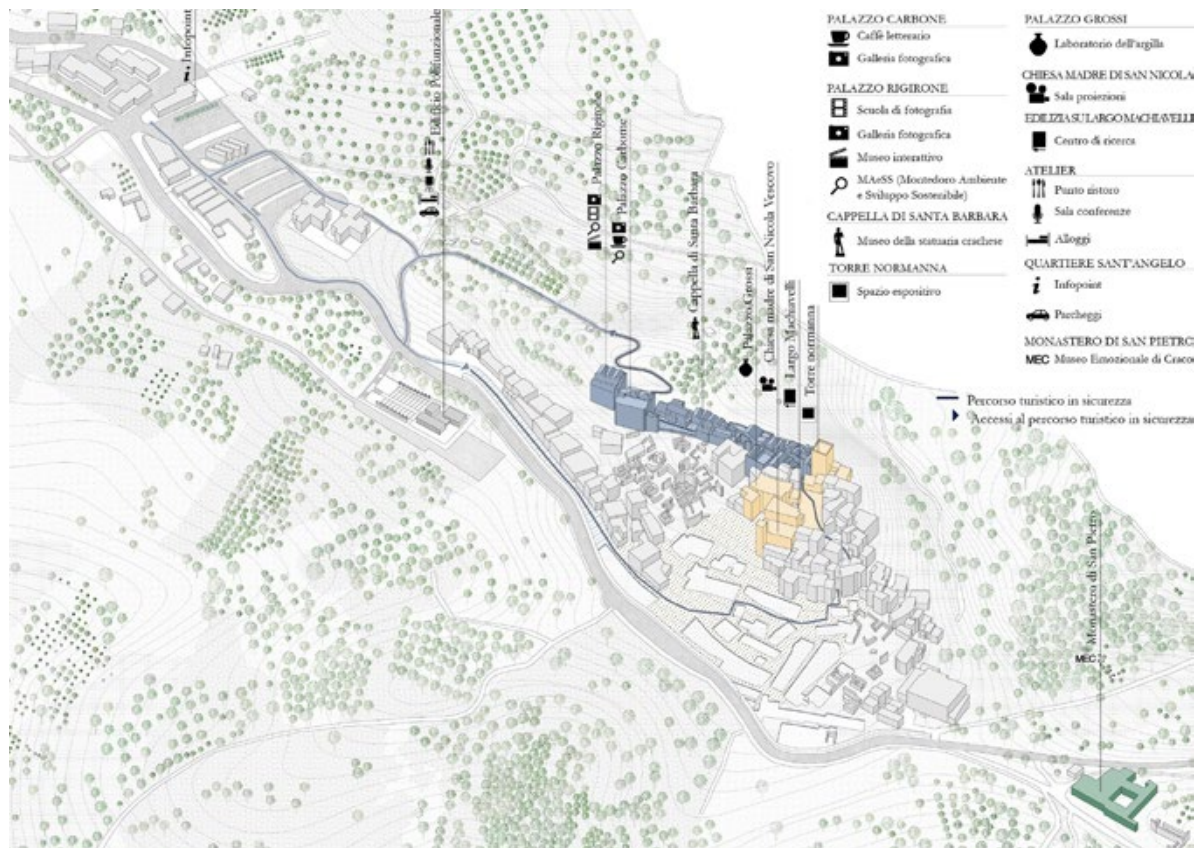 PALAZZO CARBONE
Caffè letterario
Galleria fotografica
PALAZZO RIGIRONE
Scuola di fotografia
Galleria fotografica
Museo interattivo
MAeSS (Montedoro Ambiente
e Sviluppo Sostenibile)
CAPPELLA DI SANTA BARBARA
Museo della statuaria crachese
TORRE NORMANNA
Spazio espositivo
PALAZZO GROSSI
Laboratorio dell'argilla
CHIESA MADRE DI SAN NICOLA
Sala proiezioni
EDILIZIA SU LARGO MACHIAVELLI
Centro di ricerca
ATELIER
Punto ristoro
Sala conferenze
Alloggi
QUARTIERE SANT'ANGELO
Infopoint
Parcheggi
MONASTERO DI SAN PIETRO
MEC Museo Emozionale di Craco
Percorso turistico in sicurezza
Accessi al percorso turistico in sicurezza
Infopoint
Edificio Polifunzionale
Palazzo Rigirone
Palazzo Carbone
Cappella di Santa Barbara
Palazzo Grossi
Chiesa madre di San Nicola Vescovo
Largo Machiavelli
Torre normanna
Monastero di San Pietro
MEC